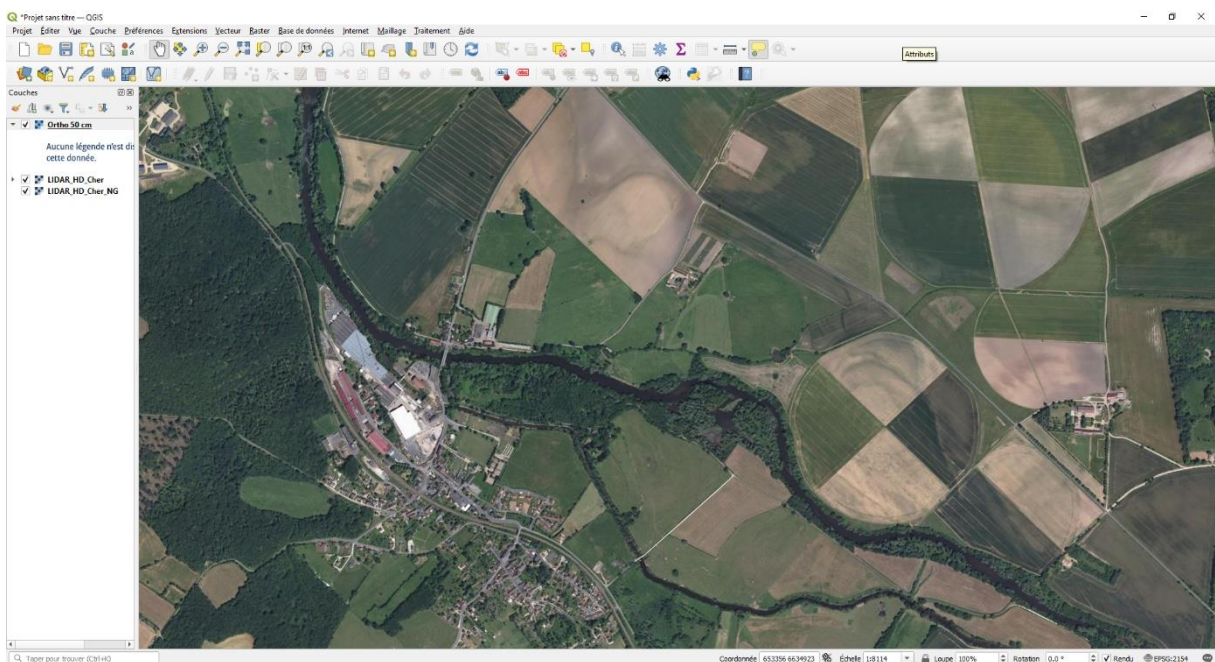 *Projet sans titre — QGIS
Projet Éditer Vue Couche Préférences Extensions Vecteur Raster Base de données Internet Maillage Traitement Aide
Attributs
Couches
Ortho 50 cm
Aucune légende n'est di
cette donnée.
LIDAR_HD_Cher
LIDAR_HD_Cher_NG
Taper pour trouver (Ctrl+K)
Coordonnée 653356 6634923 Échelle 1:8114 Loupe 100% Rotation 0,0 ° Rendu EPSG:2154